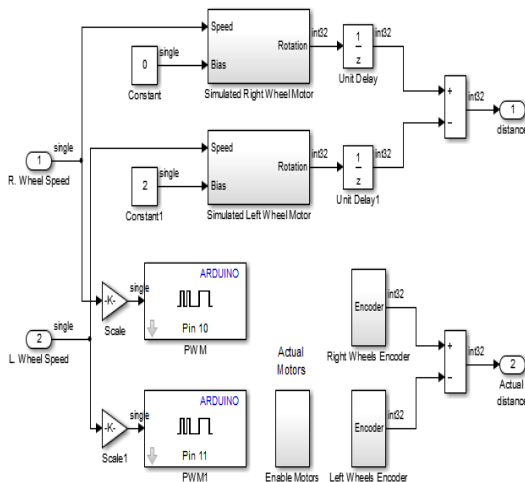 Speed
Rotation
Bias
Simulated Right Wheel Motor
single
0
Constant
int32
1
z
Unit Delay
int32
+
−
int32
1
distance
single
1
R. Wheel Speed
Speed
Rotation
Bias
Simulated Left Wheel Motor
single
2
Constant1
int32
1
z
Unit Delay1
int32
single
2
L. Wheel Speed
-K-
Scale
single
ARDUINO
Pin 10
PWM
-K-
Scale1
single
ARDUINO
Pin 11
PWM1
Actual
Motors
Enable Motors
Encoder
int32
Right Wheels Encoder
Encoder
int32
Left Wheels Encoder
+
−
int32
2
Actual
distance